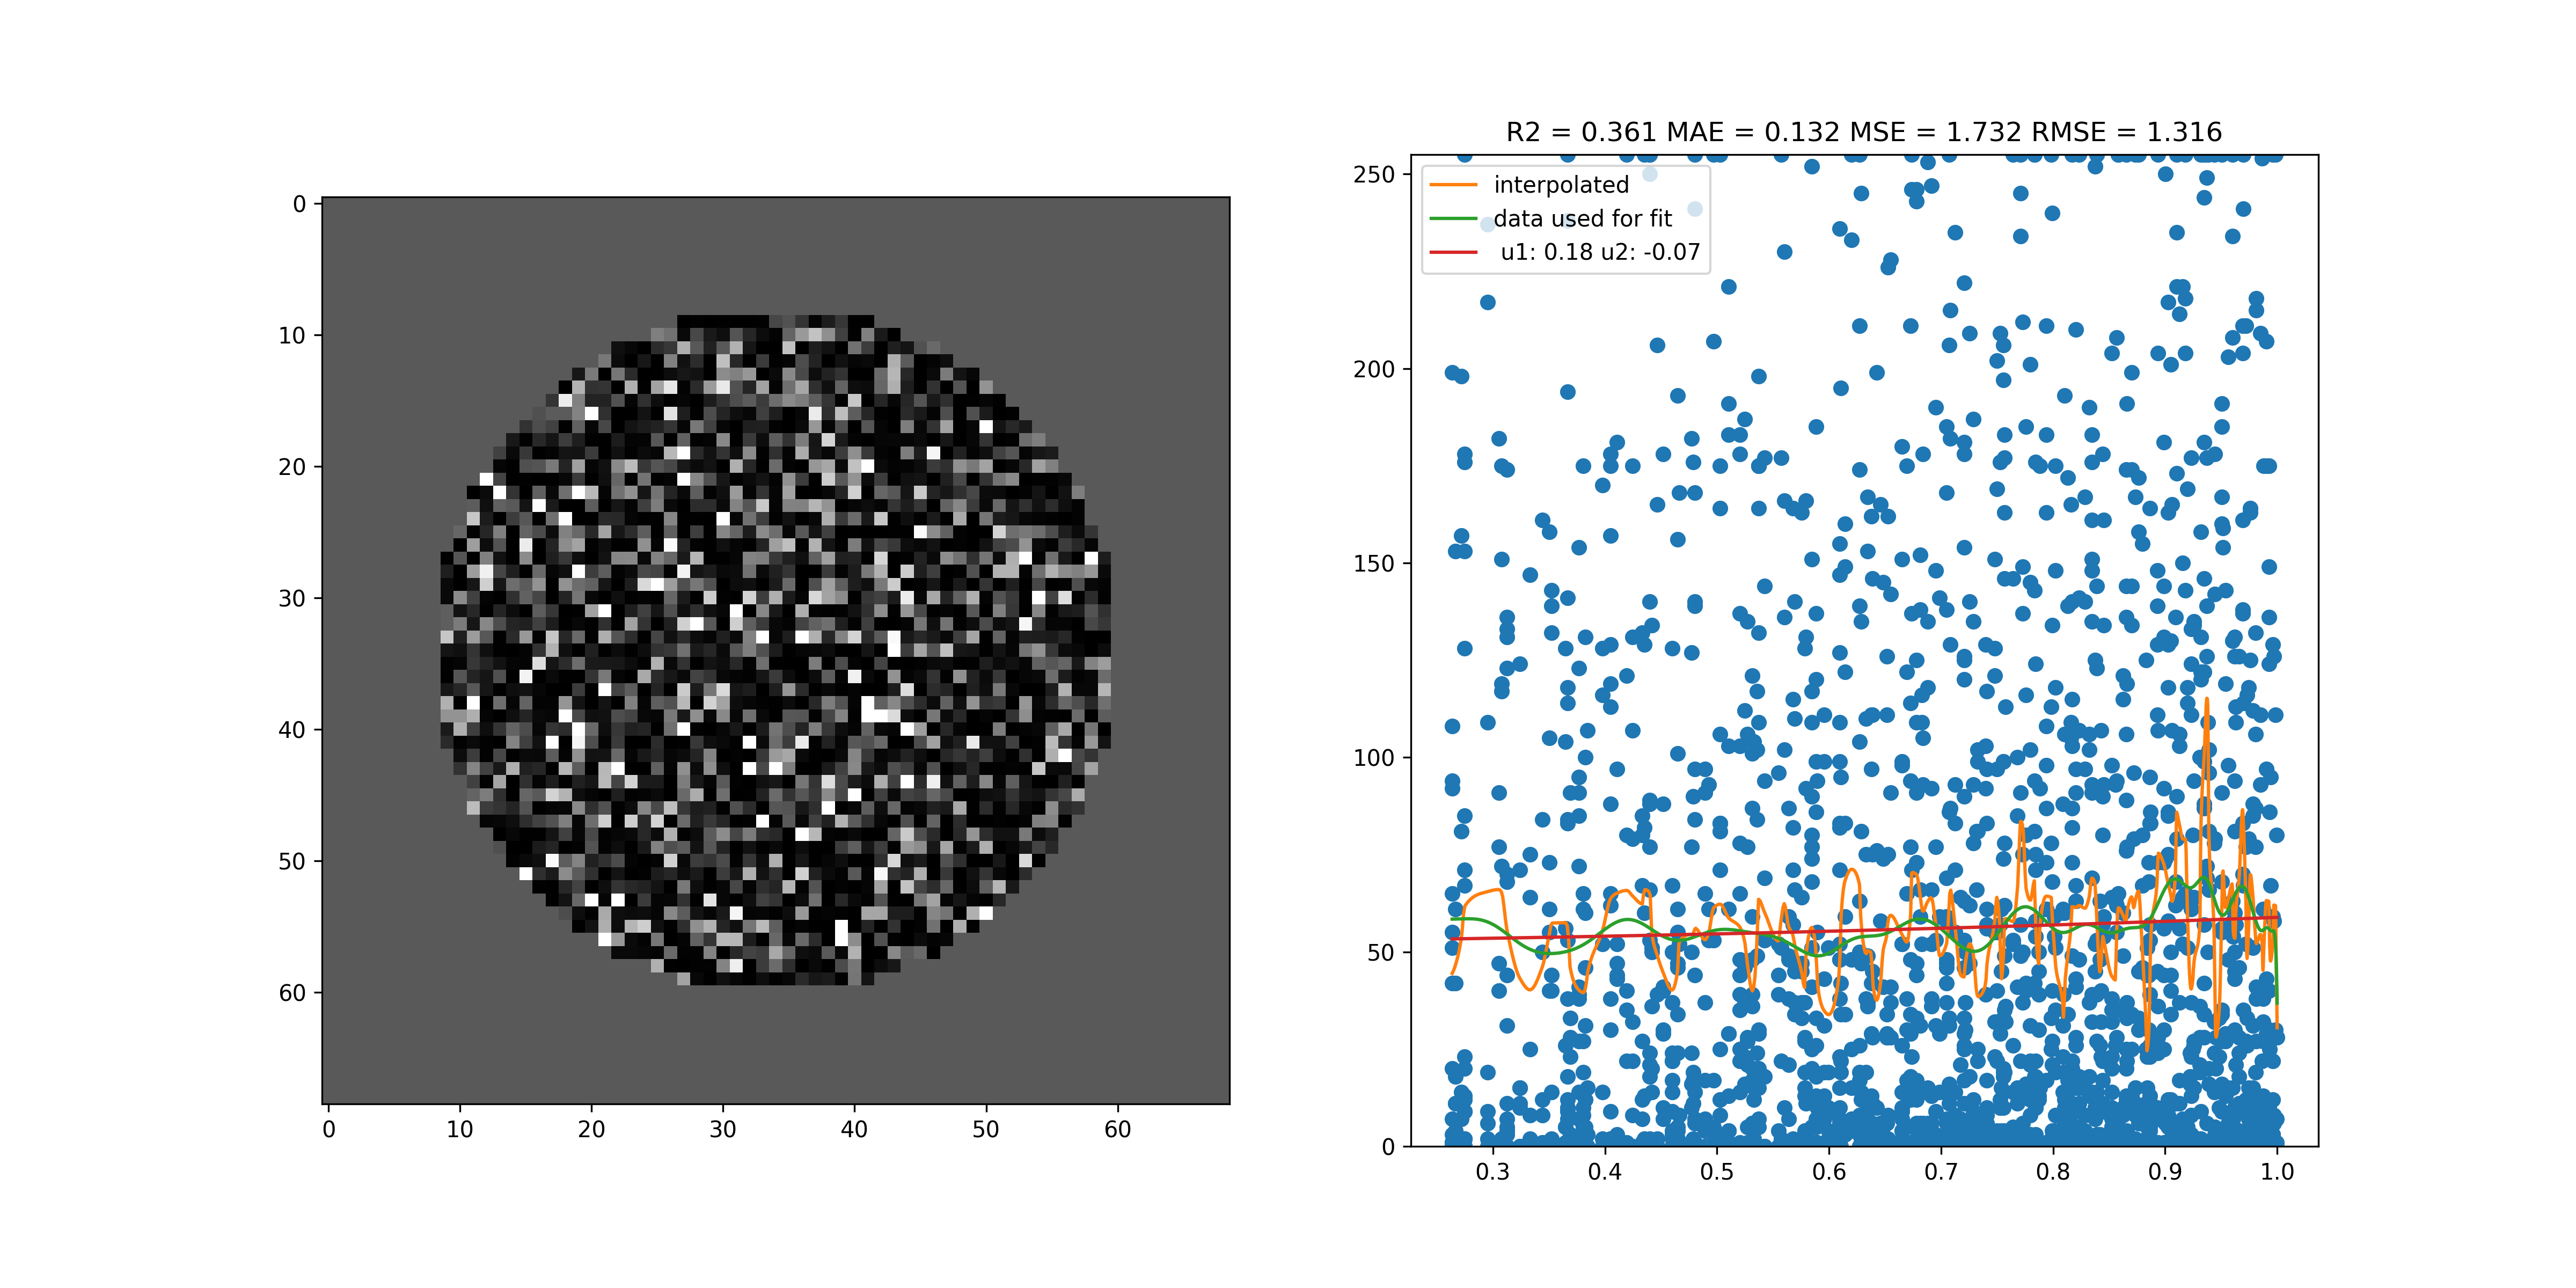 0
10
20
30
40
50
60
0 10 20 30 40 50 60
R2 = 0.361 MAE = 0.132 MSE = 1.732 RMSE = 1.316
250
200
150
100
50
0
interpolated
data used for fit
u1: 0.18 u2: -0.07
0.3 0.4 0.5 0.6 0.7 0.8 0.9 1.0